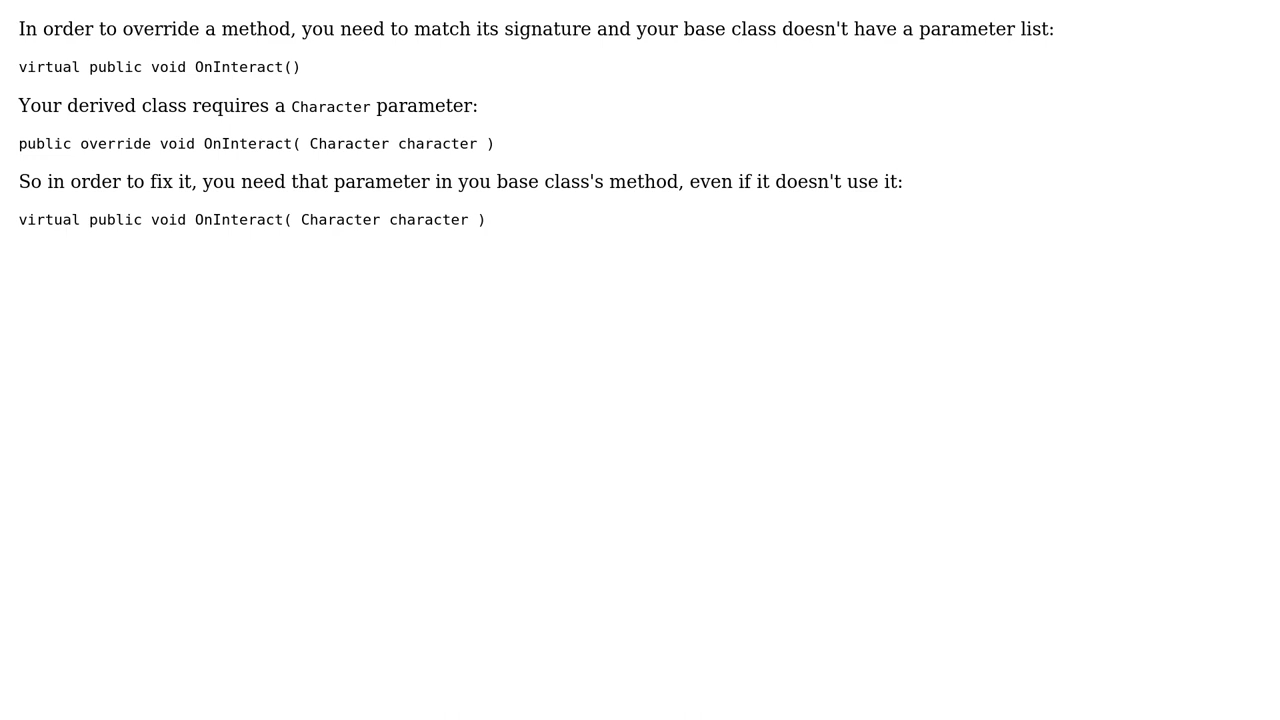 In order to override a method, you need to match its signature and your base class doesn't have a parameter list:
virtual public void OnInteract()
Your derived class requires a Character parameter:
public override void OnInteract( Character character )
So in order to fix it, you need that parameter in you base class's method, even if it doesn't use it:
virtual public void OnInteract( Character character )